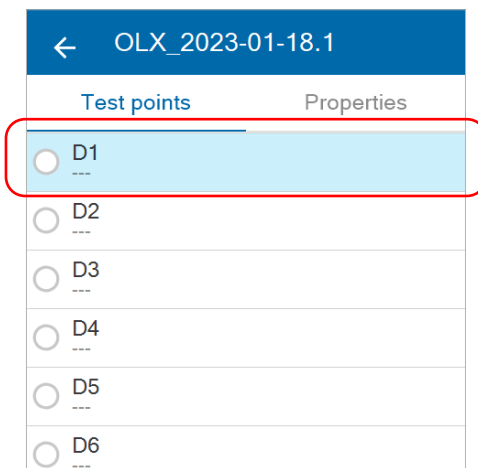 OLX_2023-01-18.1
Test points Properties
D1
---
D2
---
D3
---
D4
---
D5
---
D6
---